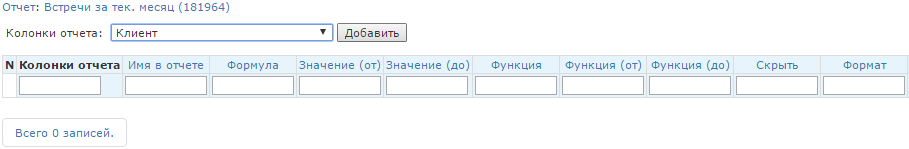 Отчет: Встречи за тек. месяц (181964)
Колонки отчета: Клиент Добавить
N Колонки отчета Имя в отчете Формула Значение (от) Значение (до) Функция Функция (от) Функция (до) Скрыть Формат
Всего 0 записей.